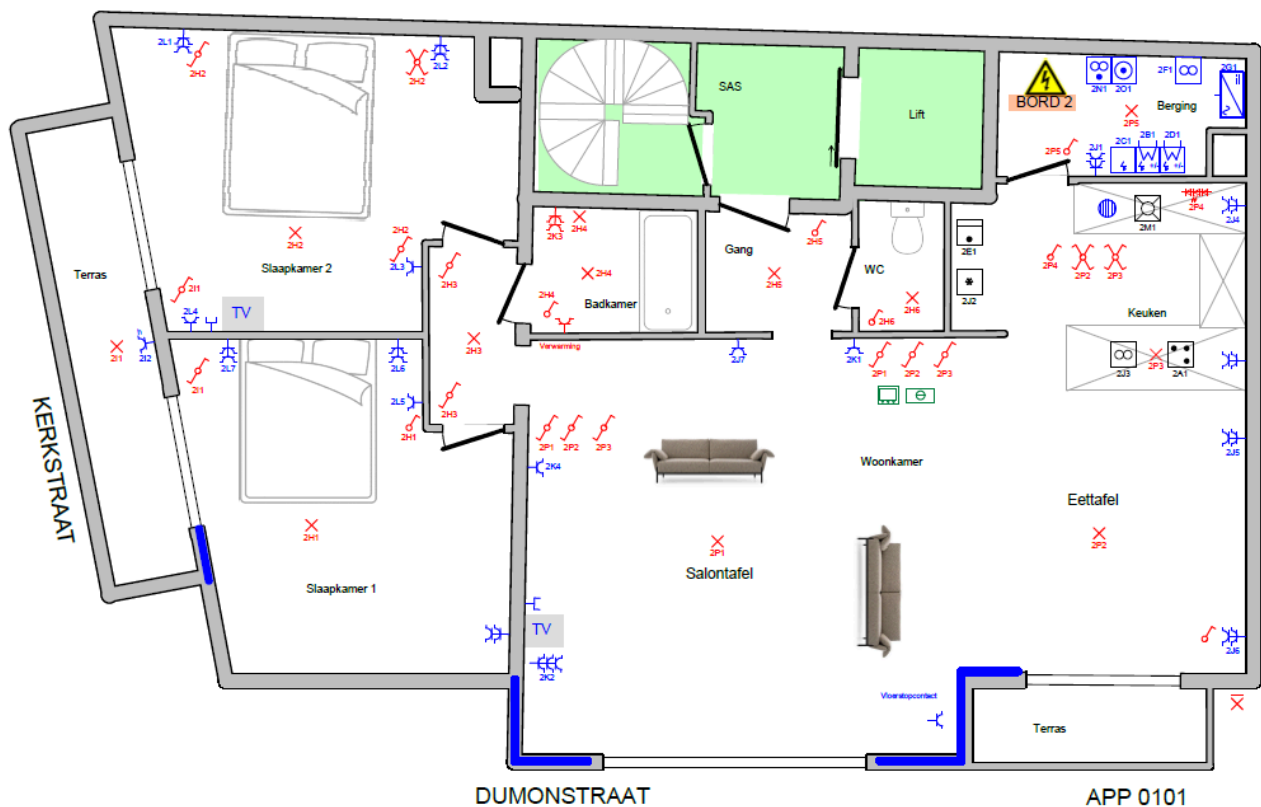 2L1
2H2
2H2
2L2
SAS
Lift
BORD 2
2N1
2O1
2F1
2G1
Berging
2P5
2P5
2J1
2C1
2B1
2D1
+/-
+/-
2P4
2M1
2J4
2K3
2H4
2H5
Gang
WC
2E1
2J2
2P4
2P2
2P3
Keuken
2H2
2H2
Slaapkamer 2
2L3
2H3
2H4
Badkamer
2H5
2H6
2H6
Terras
2I1
2L4
TV
2H4
Verwarming
2I1
2I2
2I1
2L7
2L6
2H3
2J7
2K1
2P1
2P2
2P3
2J3
2P3
2A1
2L5
2H3
2H1
2P1
2P2
2P3
2K4
Woonkamer
2J5
KERKSTRAAT
2H1
Eettafel
2P1
2P2
Salontafel
Slaapkamer 1
TV
2K2
2J6
Vloerstopcontact
Terras
DUMONSTRAAT
APP 0101